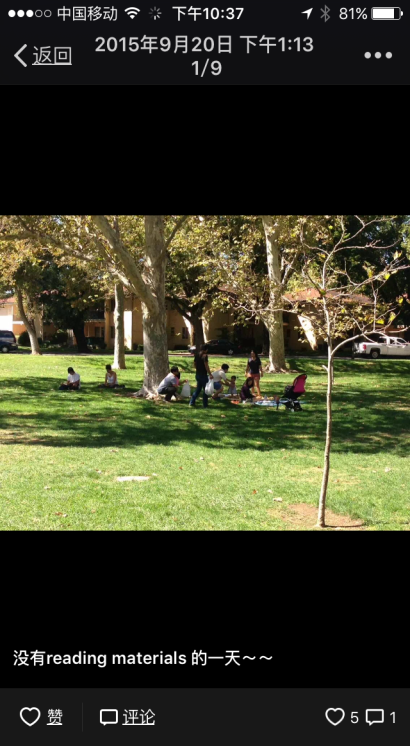 中国移动 下午10:37 81%
返回 2015年9月20日 下午1:13
1/9
没有reading materials 的一天～～
赞 评论 5 1